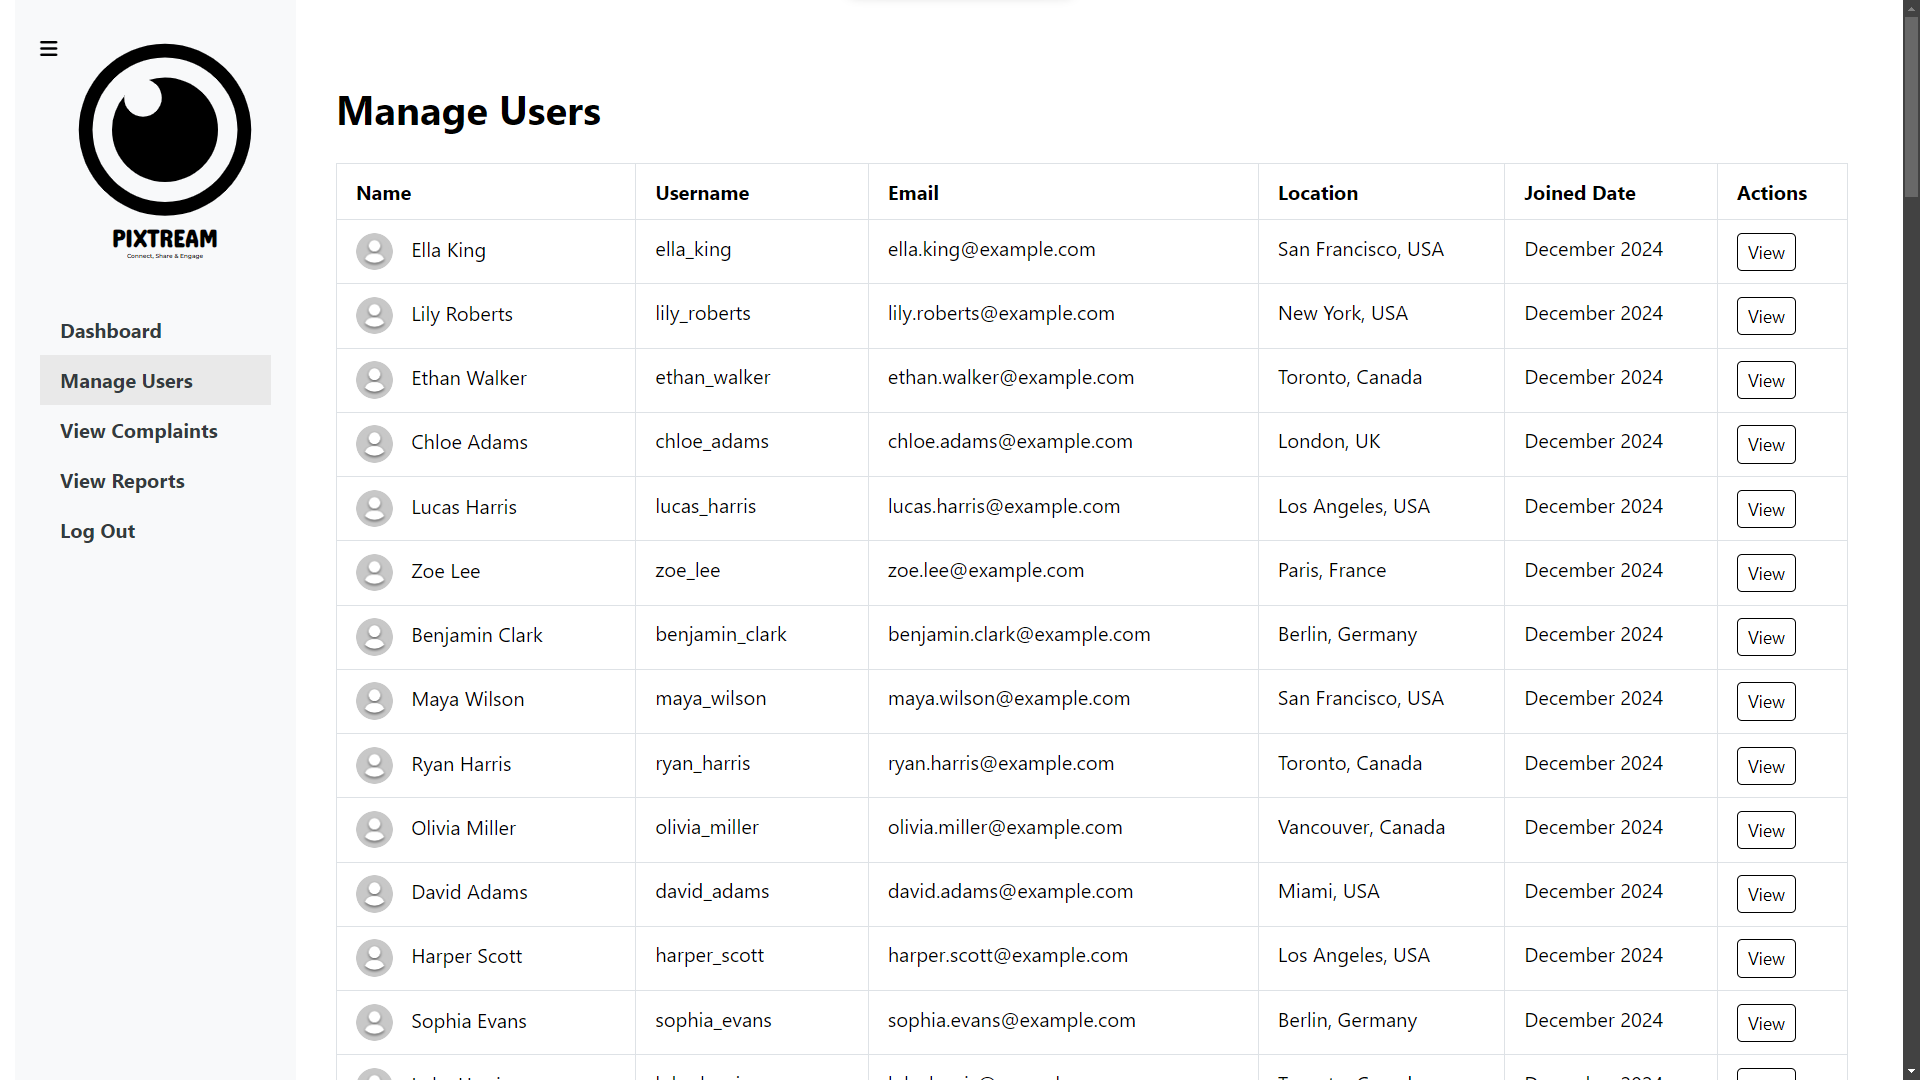 PIXTREAM
Connect, Share & Engage
Dashboard
Manage Users
View Complaints
View Reports
Log Out
Manage Users
Name Username Email Location Joined Date Actions
Ella King ella_king ella.king@example.com San Francisco, USA December 2024 View
Lily Roberts lily_roberts lily.roberts@example.com New York, USA December 2024 View
Ethan Walker ethan_walker ethan.walker@example.com Toronto, Canada December 2024 View
Chloe Adams chloe_adams chloe.adams@example.com London, UK December 2024 View
Lucas Harris lucas_harris lucas.harris@example.com Los Angeles, USA December 2024 View
Zoe Lee zoe_lee zoe.lee@example.com Paris, France December 2024 View
Benjamin Clark benjamin_clark benjamin.clark@example.com Berlin, Germany December 2024 View
Maya Wilson maya_wilson maya.wilson@example.com San Francisco, USA December 2024 View
Ryan Harris ryan_harris ryan.harris@example.com Toronto, Canada December 2024 View
Olivia Miller olivia_miller olivia.miller@example.com Vancouver, Canada December 2024 View
David Adams david_adams david.adams@example.com Miami, USA December 2024 View
Harper Scott harper_scott harper.scott@example.com Los Angeles, USA December 2024 View
Sophia Evans sophia_evans sophia.evans@example.com Berlin, Germany December 2024 View